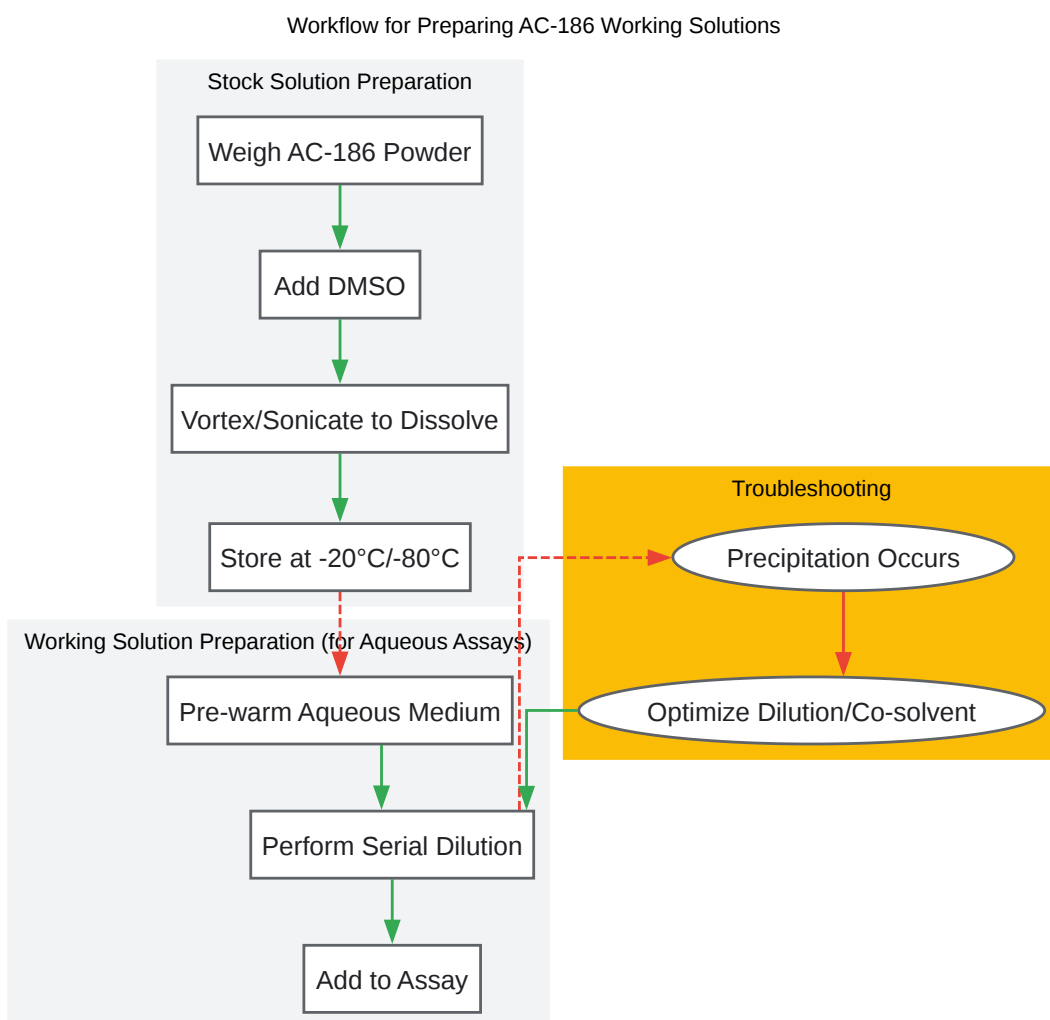 Workflow for Preparing AC-186 Working Solutions
Stock Solution Preparation
Weigh AC-186 Powder
Add DMSO
Vortex/Sonicate to Dissolve
Store at -20°C/-80°C
Working Solution Preparation (for Aqueous Assays)
Pre-warm Aqueous Medium
Perform Serial Dilution
Add to Assay
Troubleshooting
Precipitation Occurs
Optimize Dilution/Co-solvent